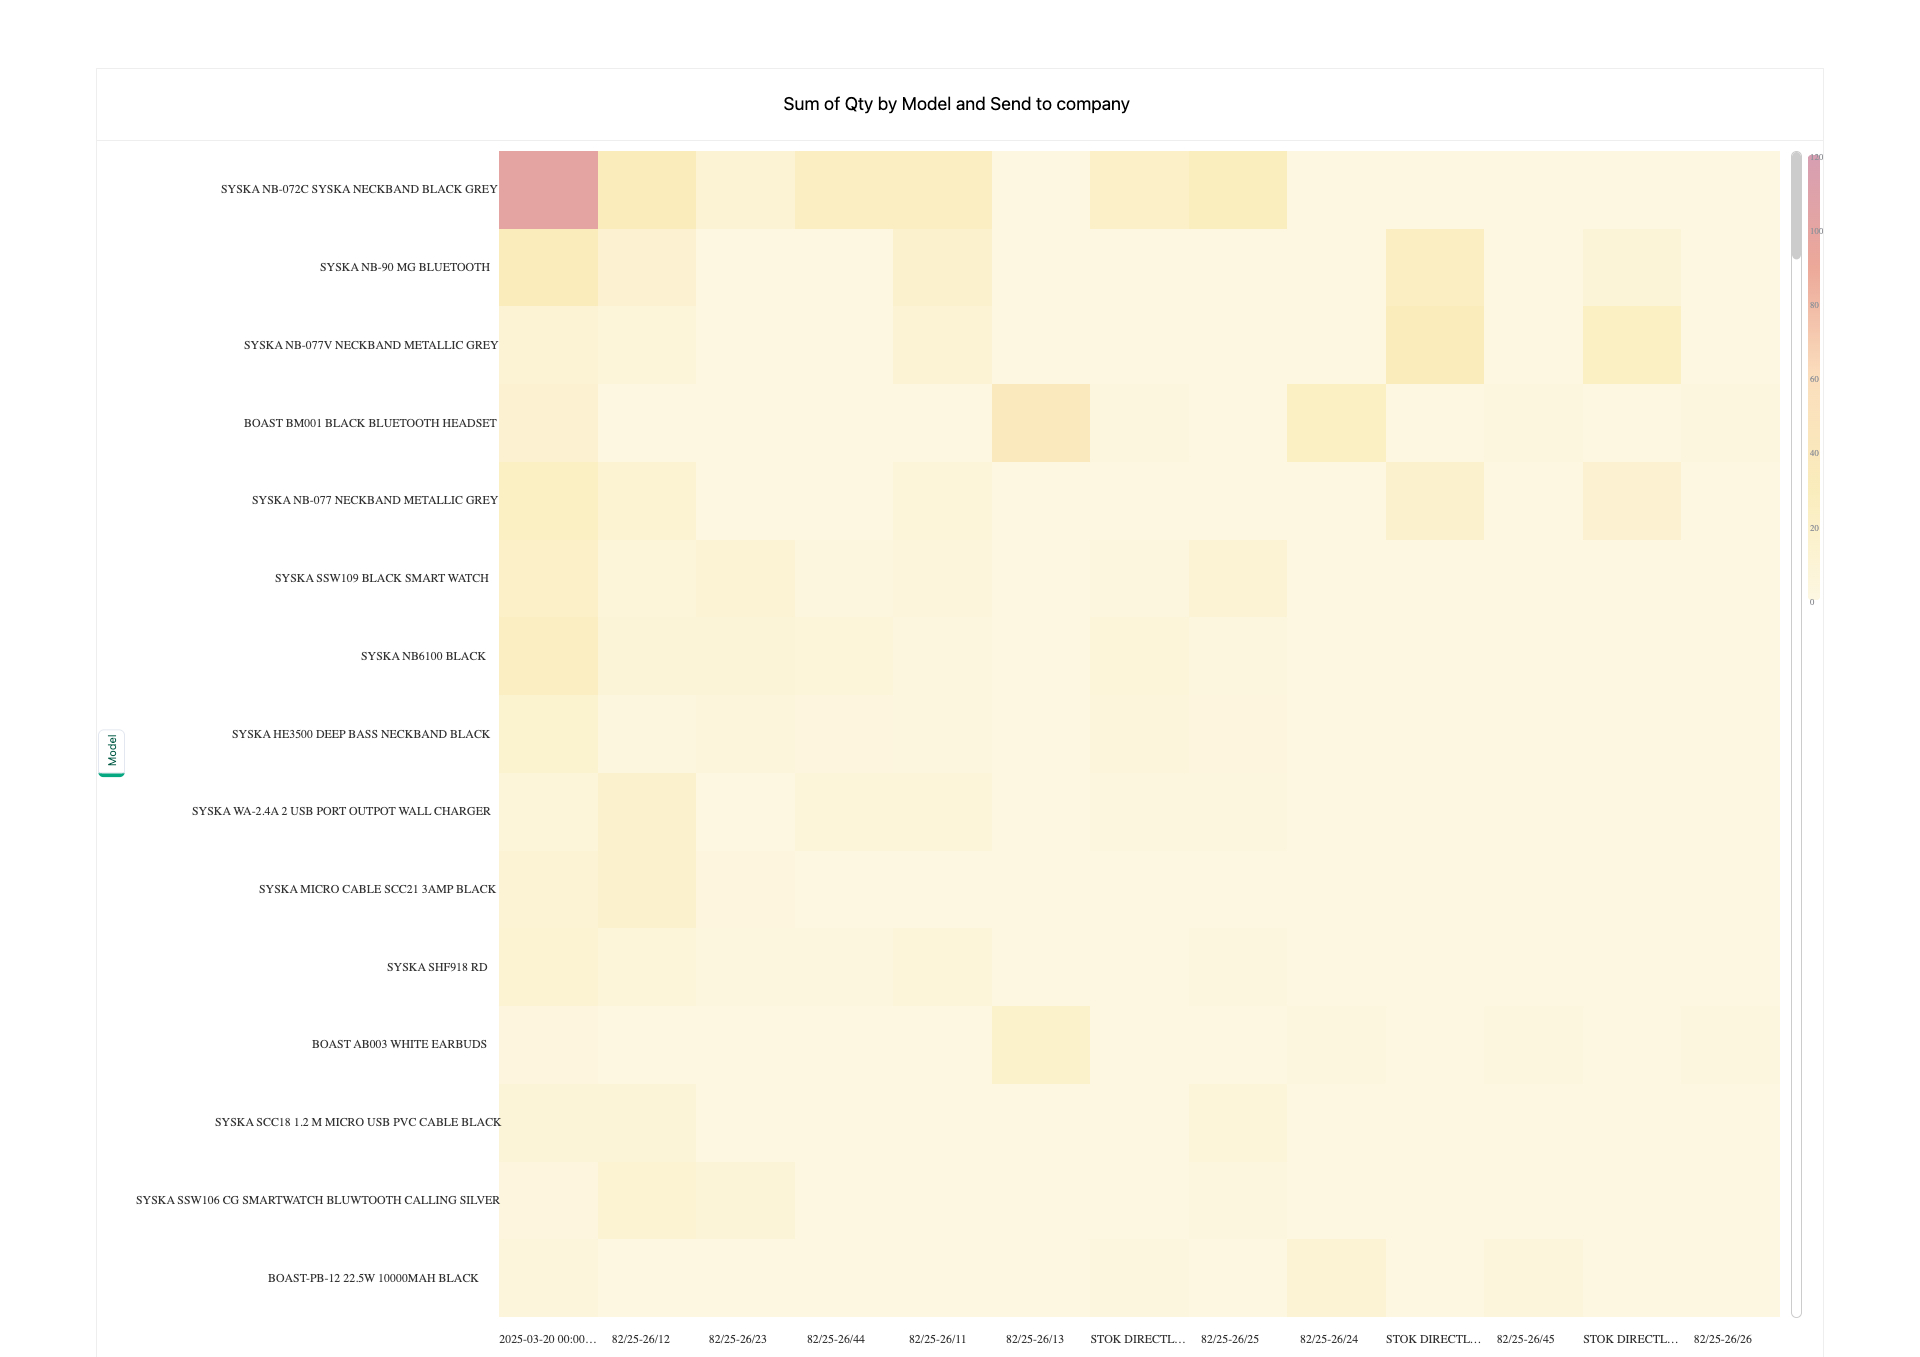 Sum of Qty by Model and Send to company
SYSKA NB-072C SYSKA NECKBAND BLACK GREY
SYSKA NB-90 MG BLUETOOTH
SYSKA NB-077V NECKBAND METALLIC GREY
BOAST BM001 BLACK BLUETOOTH HEADSET
SYSKA NB-077 NECKBAND METALLIC GREY
SYSKA SSW109 BLACK SMART WATCH
SYSKA NB6100 BLACK
SYSKA HE3500 DEEP BASS NECKBAND BLACK
SYSKA WA-2.4A 2 USB PORT OUTPOT WALL CHARGER
SYSKA MICRO CABLE SCC21 3AMP BLACK
SYSKA SHF918 RD
BOAST AB003 WHITE EARBUDS
SYSKA SCC18 1.2 M MICRO USB PVC CABLE BLACK
SYSKA SSW106 CG SMARTWATCH BLUWTOOTH CALLING SILVER
BOAST-PB-12 22.5W 10000MAH BLACK
Model
120
100
80
60
40
20
0
2025-03-20 00:00... 82/25-26/12 82/25-26/23 82/25-26/44 82/25-26/11 82/25-26/13 STOK DIRECTL... 82/25-26/25 82/25-26/24 STOK DIRECTL... 82/25-26/45 STOK DIRECTL... 82/25-26/26